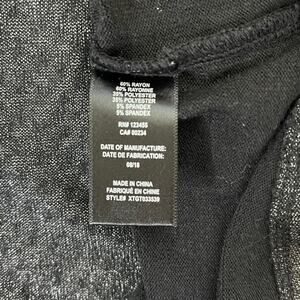 60% RAYON
60% RAYONNE
35% POLYESTER
35% POLYESTER
5% SPANDEX
5% SPANDEX
RN# 123455
CA# 00234
DATE OF MANUFACTURE:
DATE DE FABRICATION:
08/18
MADE IN CHINA
FABRIQUÉ EN CHINE
STYLE# XTGT033539